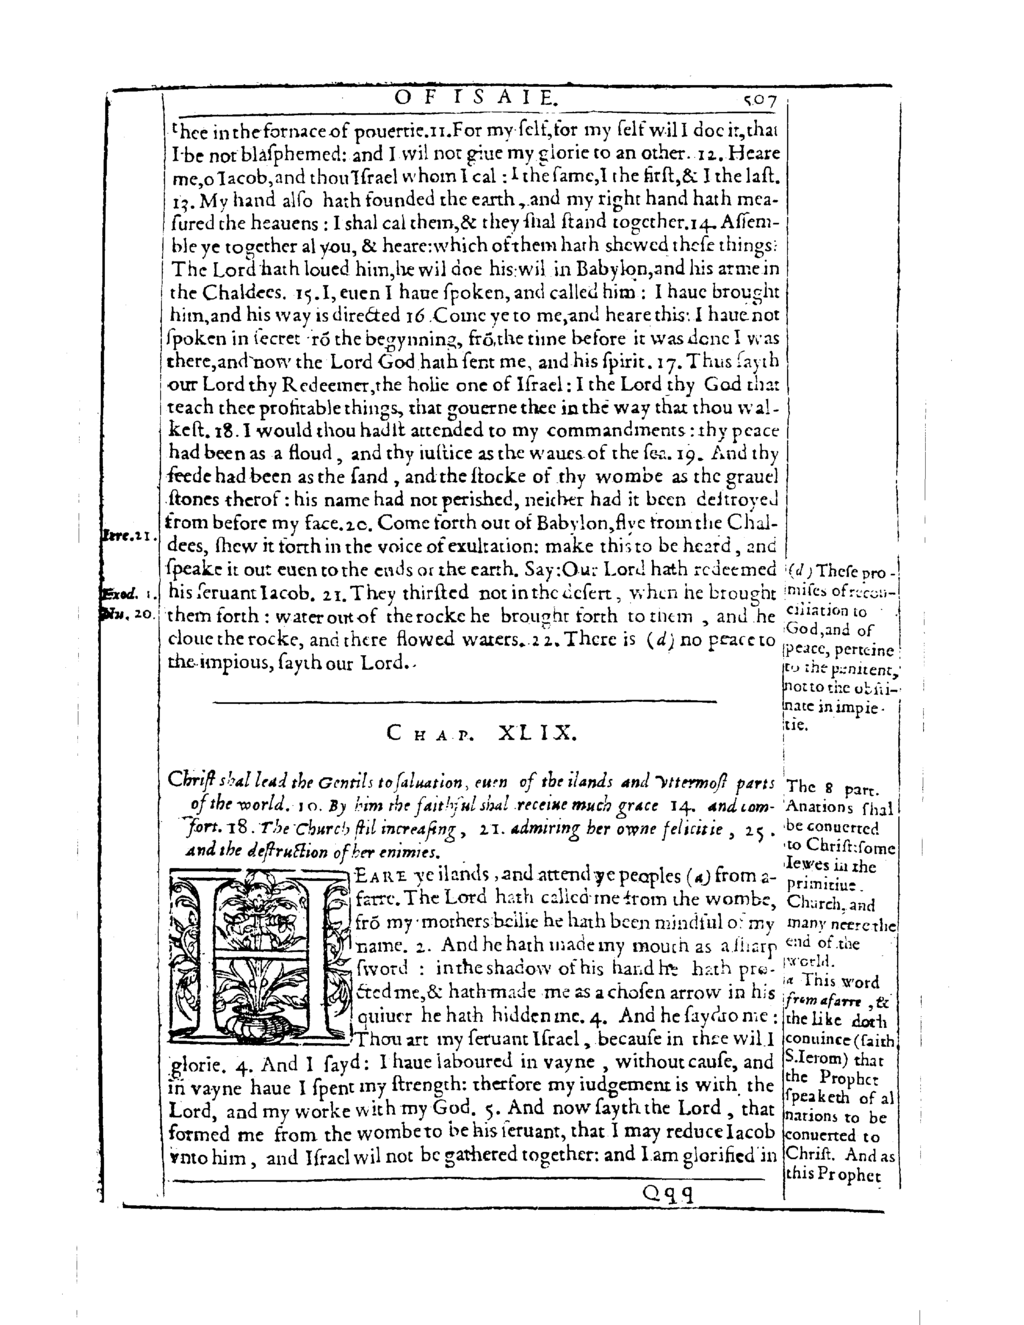 OF ISAIE. 507
thee in the fornace of pouertie. 11. For my self, for my self wil I doe it, that
I be not blasphemed: and I wil not giue my glorie to an other. 12. Heare
me, o Iacob, and thou Israel whom I cal: I the same, I the first, & I the last.
13. My hand also hath founded the earth, and my right hand hath mea-
sured the heauens: I shal cal them, & they shal stand together. 14. Assem-
ble ye together al you, & heare: which of them hath shewed these things:
The Lord hath loued him, he wil doe his wil in Babylon, and his arme in
the Chaldees. 15. I, euen I haue spoken, and called him: I haue brought
him, and his way is directed 16. Come ye to me, and heare this: I haue not
spoken in secret frõ the begynning, frõ, the time before it was done I was
there, and now the Lord God hath sent me, and his spirit. 17. Thus sayth
our Lord thy Redeemer, the holie one of Israel: I the Lord thy God that
teach thee profitable things, that gouerne thee in the way that thou wal-
kest. 18. I would thou hadst attended to my commandments: thy peace
had been as a floud, and thy iustice as the waues of the sea. 19. And thy
seede had been as the sand, and the stocke of thy wombe as the grauel
stones therof: his name had not perished, neither had it been destroyed
from before my face. 20. Come forth out of Babylon, flye from the Chal-
dees, shew it forth in the voice of exultation: make this to be heard, and
speake it out euen to the ends of the earth. Say: Our Lord hath redeemed
his seruant Iacob. 21. They thirsted not in the desert, when he brought
them forth: water out of the rocke he brought forth to them, and he
cloue the rocke, and there flowed waters. 22. There is (d) no peace to
the impious, sayth our Lord.
Iere. 21.
Exod. 1.
Nu. 20.
(d) These pro-
mises of recon-
ciliation to
God, and of
peace, perteine
to the penitent,
not to the obsti-
nate in impie-
tie.
CHAP. XLIX.
Christ shal lead the Gentils to saluation, euen of the ilands and vttermost parts
of the world. 10. By him the faithful shal receiue much grace 14. and com-
fort. 18. The Church stil increasing, 21. admiring her owne felicitie, 25.
and the destruction of her enimies.
HEARE ye ilands, and attend ye peoples (a) from a-
farre. The Lord hath called me from the wombe,
frõ my mothers bellie he hath been mindful of my
name. 2. And he hath made my mouth as a sharp
sword: in the shadow of his hand he hath pro-
cted me, & hath made me as a chosen arrow in his
quiuer he hath hidden me. 4. And he sayd to me:
Thou art my seruant Israel, because in thee wil I
glorie. 4. And I sayd: I haue laboured in vayne, without cause, and
in vayne haue I spent my strength: therfore my iudgement is with the
Lord, and my worke with my God. 5. And now sayth the Lord, that
formed me from the wombe to be his seruant, that I may reduce Iacob
vnto him, and Israel wil not be gathered together: and I am glorified in
The 8 part.
Anations shal
be conuerted
to Christ: some
Iewes in the
primitiue
Church, and
many neere the
end of the
world.
a This word
from afarre, &
the like doth
conuince (saith
S. Ierom) that
the Prophet
speaketh of al
nations to be
conuerted to
Christ. And as
this Prophet
Qqq